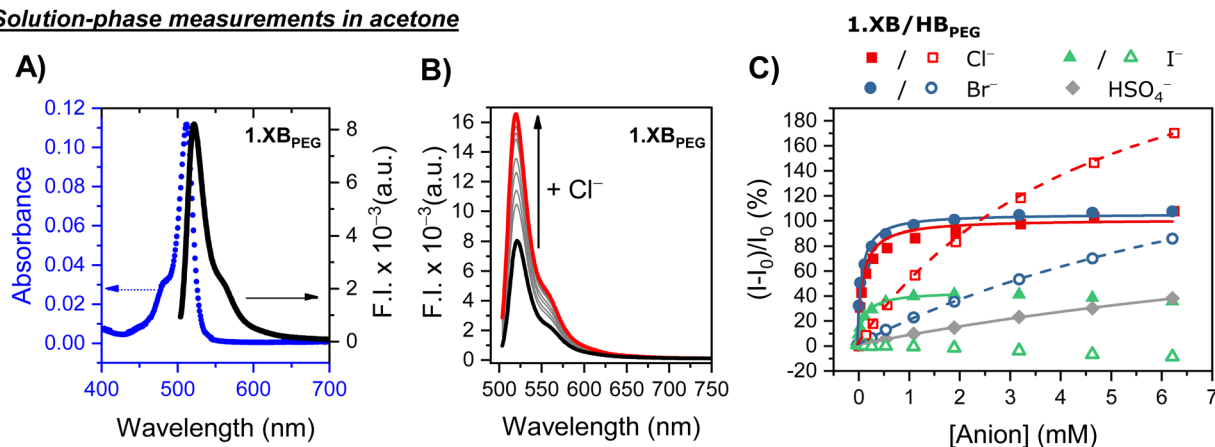 Solution-phase measurements in acetone
1.XB/HBPEG
/ Cl⁻ / I⁻
/ Br⁻ HSO₄⁻
A)
0.12
0.10
0.08
0.06
0.04
0.02
0.00
Absorbance
400 500 600 700
Wavelength (nm)
8
6
4
2
0
F.I. x 10⁻³(a.u.)
1.XBPEG
B)
16
14
12
10
8
6
4
2
0
F.I. x 10⁻³(a.u.)
1.XBPEG
+ Cl⁻
500 550 600 650 700 750
Wavelength (nm)
C)
180
160
140
120
100
80
60
40
20
0
-20
(I-I₀)/I₀ (%)
0 1 2 3 4 5 6 7
[Anion] (mM)